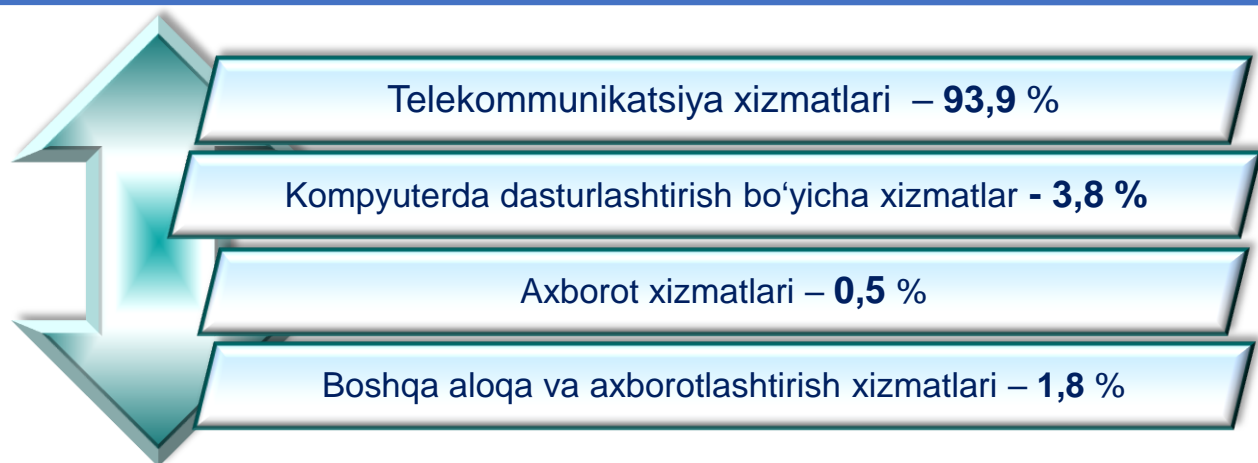 Telekommunikatsiya xizmatlari – 93,9 %
Kompyuterda dasturlashtirish bo‘yicha xizmatlar - 3,8 %
Axborot xizmatlari – 0,5 %
Boshqa aloqa va axborotlashtirish xizmatlari – 1,8 %